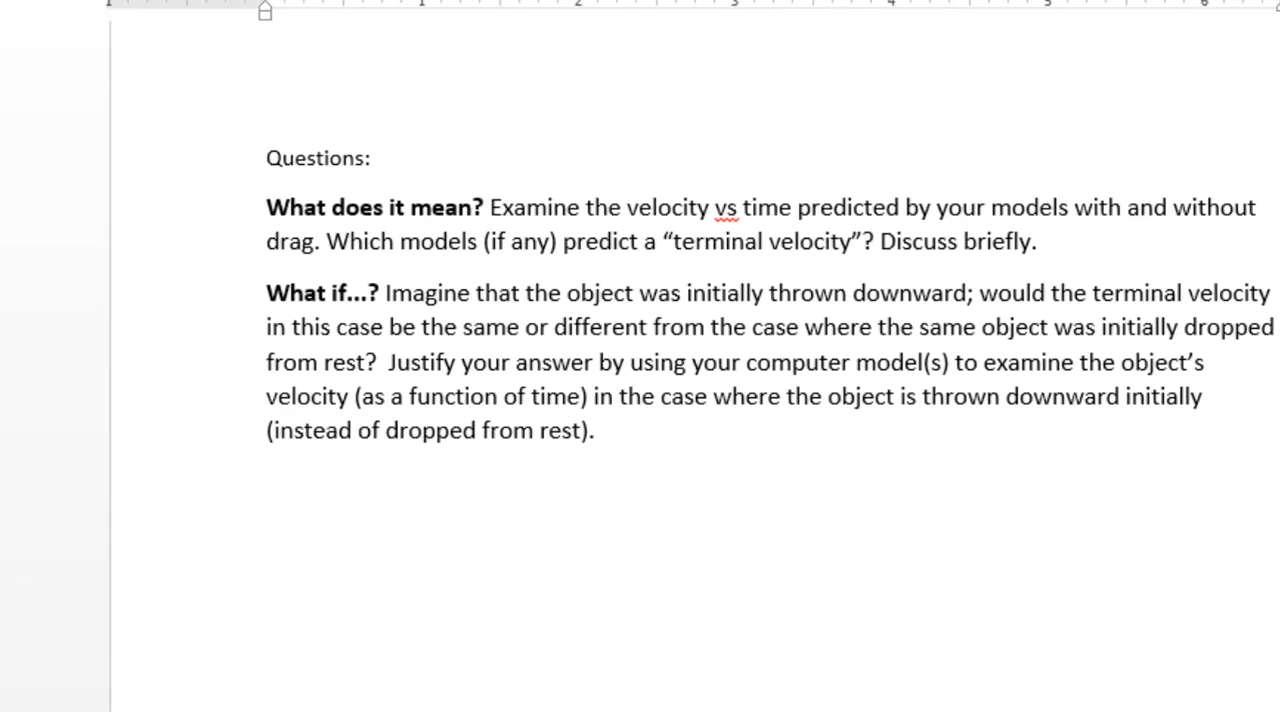 Questions:
What does it mean? Examine the velocity vs time predicted by your models with and without
drag. Which models (if any) predict a “terminal velocity”? Discuss briefly.
What if...? Imagine that the object was initially thrown downward; would the terminal velocity
in this case be the same or different from the case where the same object was initially dropped
from rest?  Justify your answer by using your computer model(s) to examine the object’s
velocity (as a function of time) in the case where the object is thrown downward initially
(instead of dropped from rest).